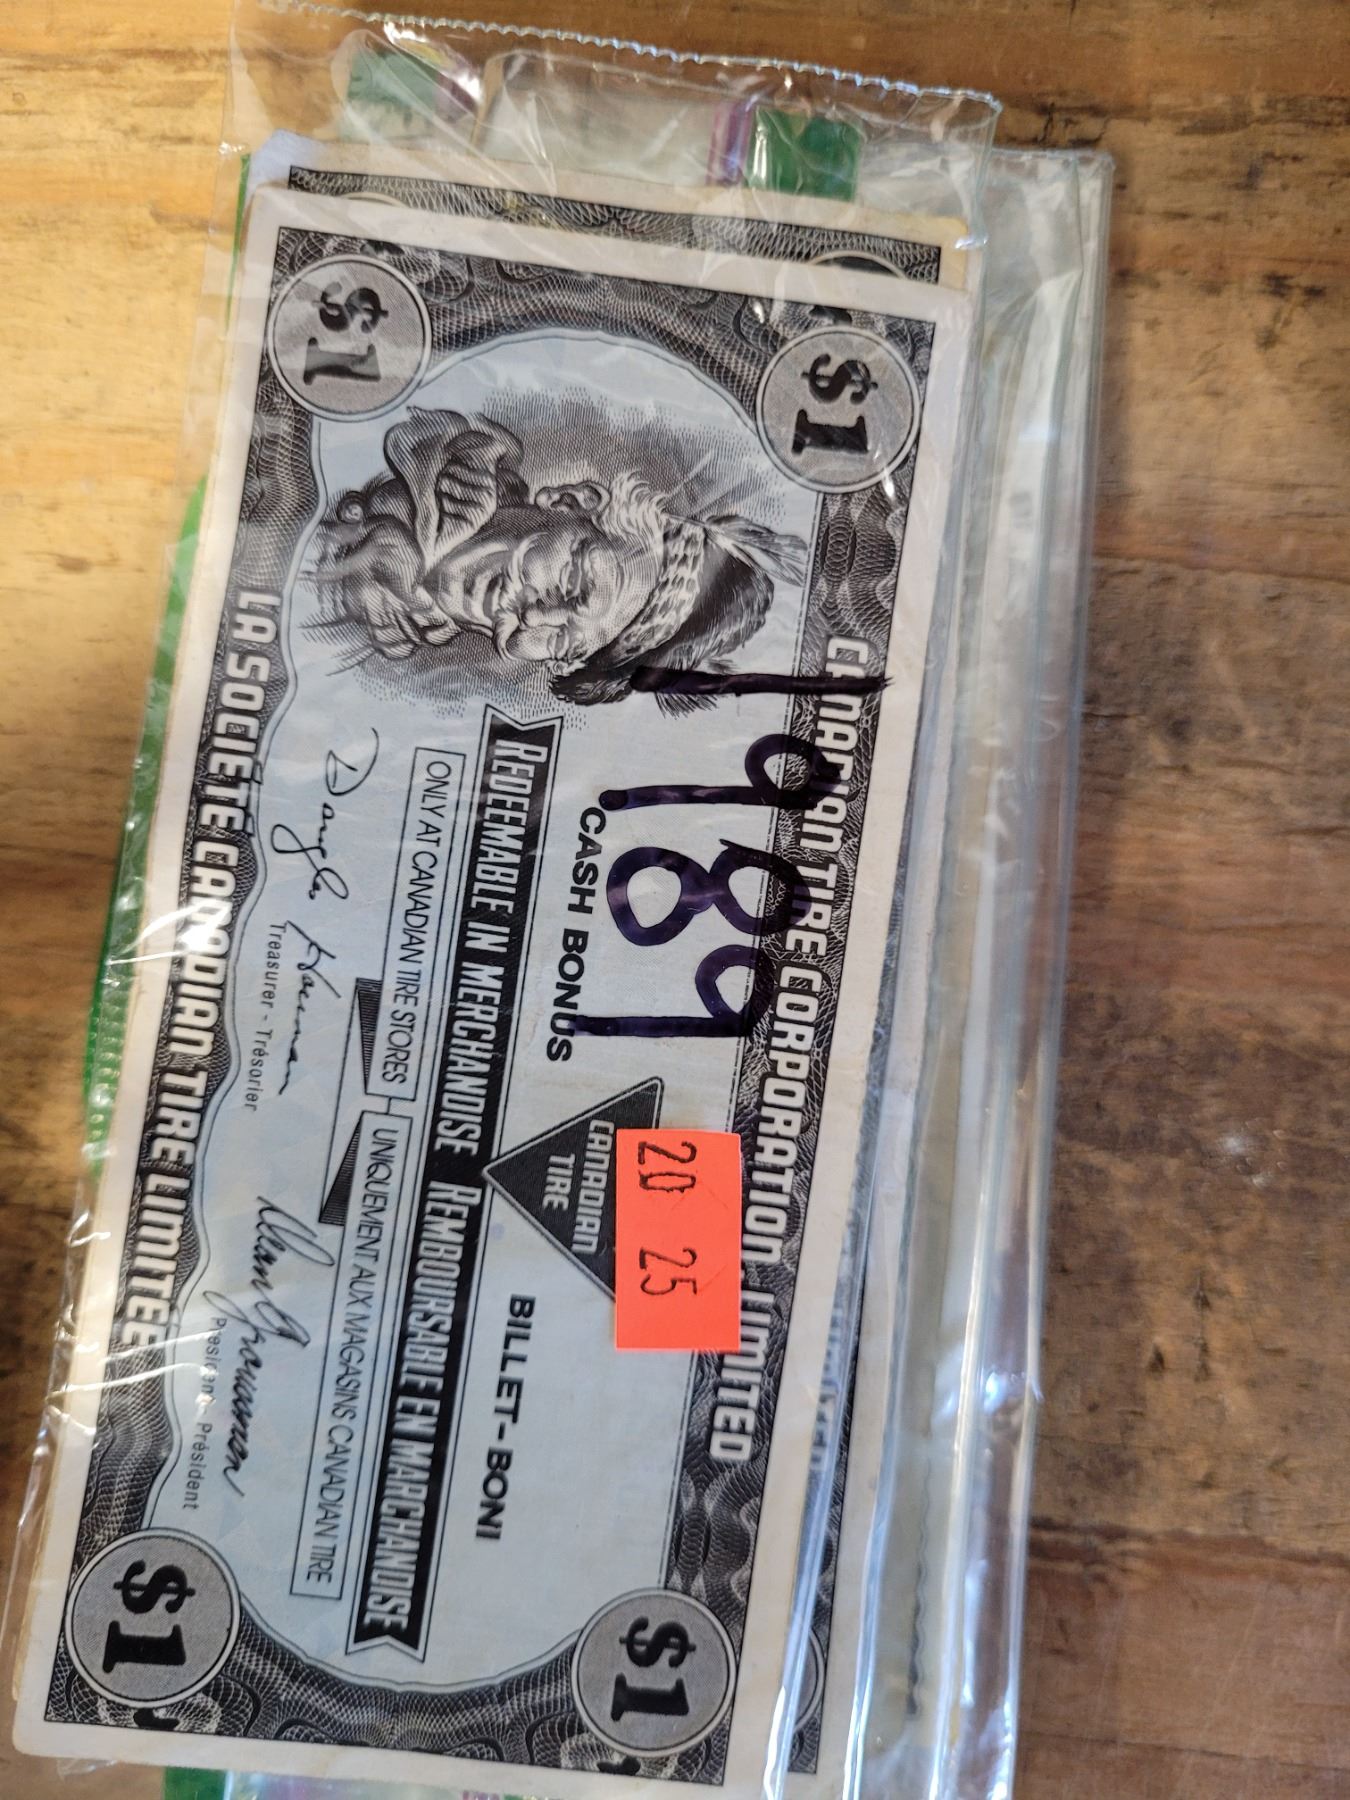 $1
$1
CANADIAN TIRE CORPORATION, LIMITED
1989
CASH BONUS
CANADIAN
TIRE
20 25
BILLET-BONI
REDEEMABLE IN MERCHANDISE REMBOURSABLE EN MARCHANDISE
ONLY AT CANADIAN TIRE STORES
UNIQUEMENT AUX MAGASINS CANADIAN TIRE
Treasurer - Trésorier
President - Président
LA SOCIÉTÉ CANADIAN TIRE LIMITÉE
$1
$1